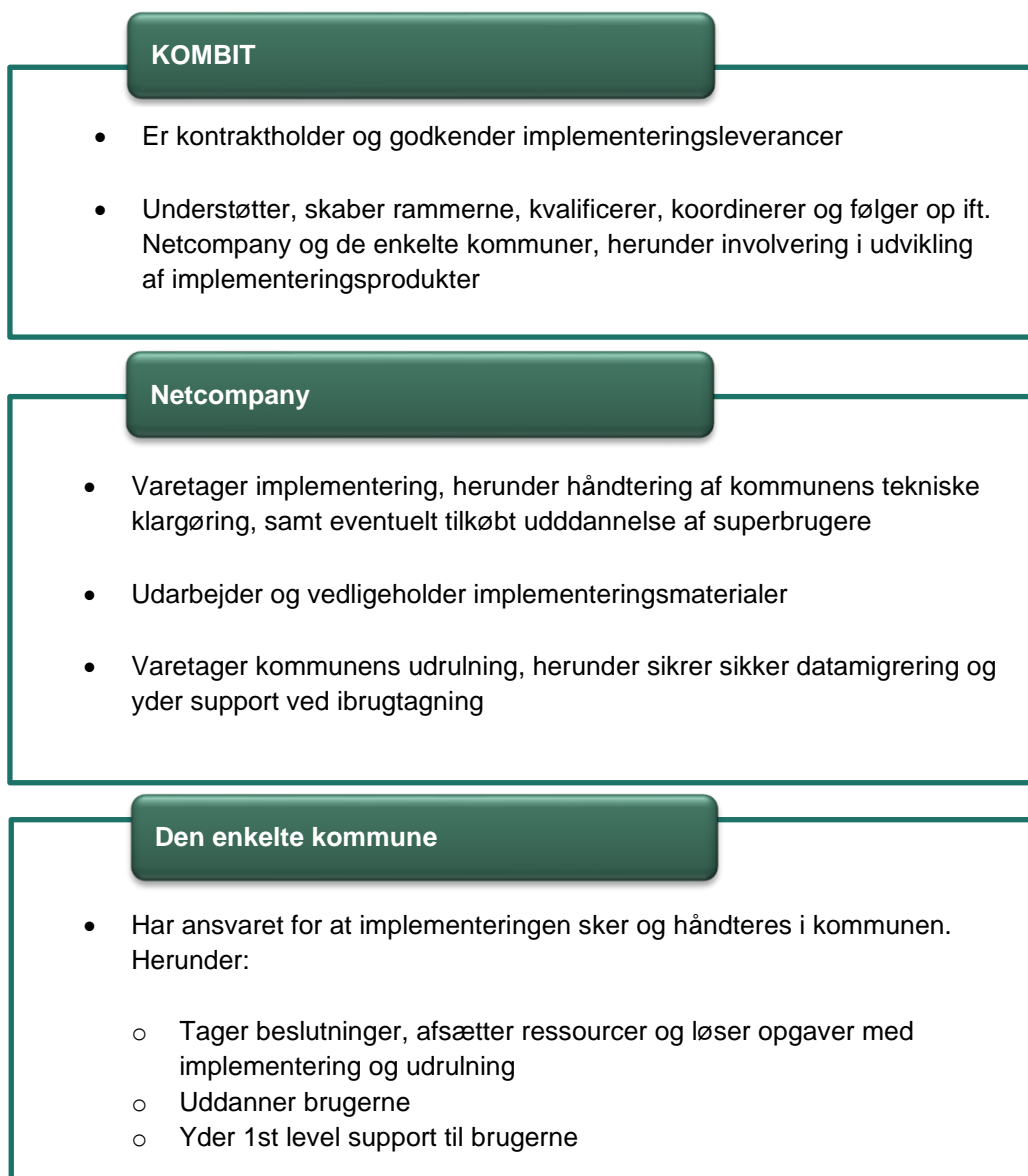 KOMBIT
• Er kontraktholder og godkender implementeringsleverancer
• Understøtter, skaber rammerne, kvalificerer, koordinerer og følger op ift.
Netcompany og de enkelte kommuner, herunder involvering i udvikling
af implementeringsprodukter
Netcompany
• Varetager implementering, herunder håndtering af kommunens tekniske
klargøring, samt eventuelt tilkøbt udddannelse af superbrugere
• Udarbejder og vedligeholder implementeringsmaterialer
• Varetager kommunens udrulning, herunder sikrer sikker datamigrering og
yder support ved ibrugtagning
Den enkelte kommune
• Har ansvaret for at implementeringen sker og håndteres i kommunen.
Herunder:
o Tager beslutninger, afsætter ressourcer og løser opgaver med
implementering og udrulning
o Uddanner brugerne
o Yder 1st level support til brugerne